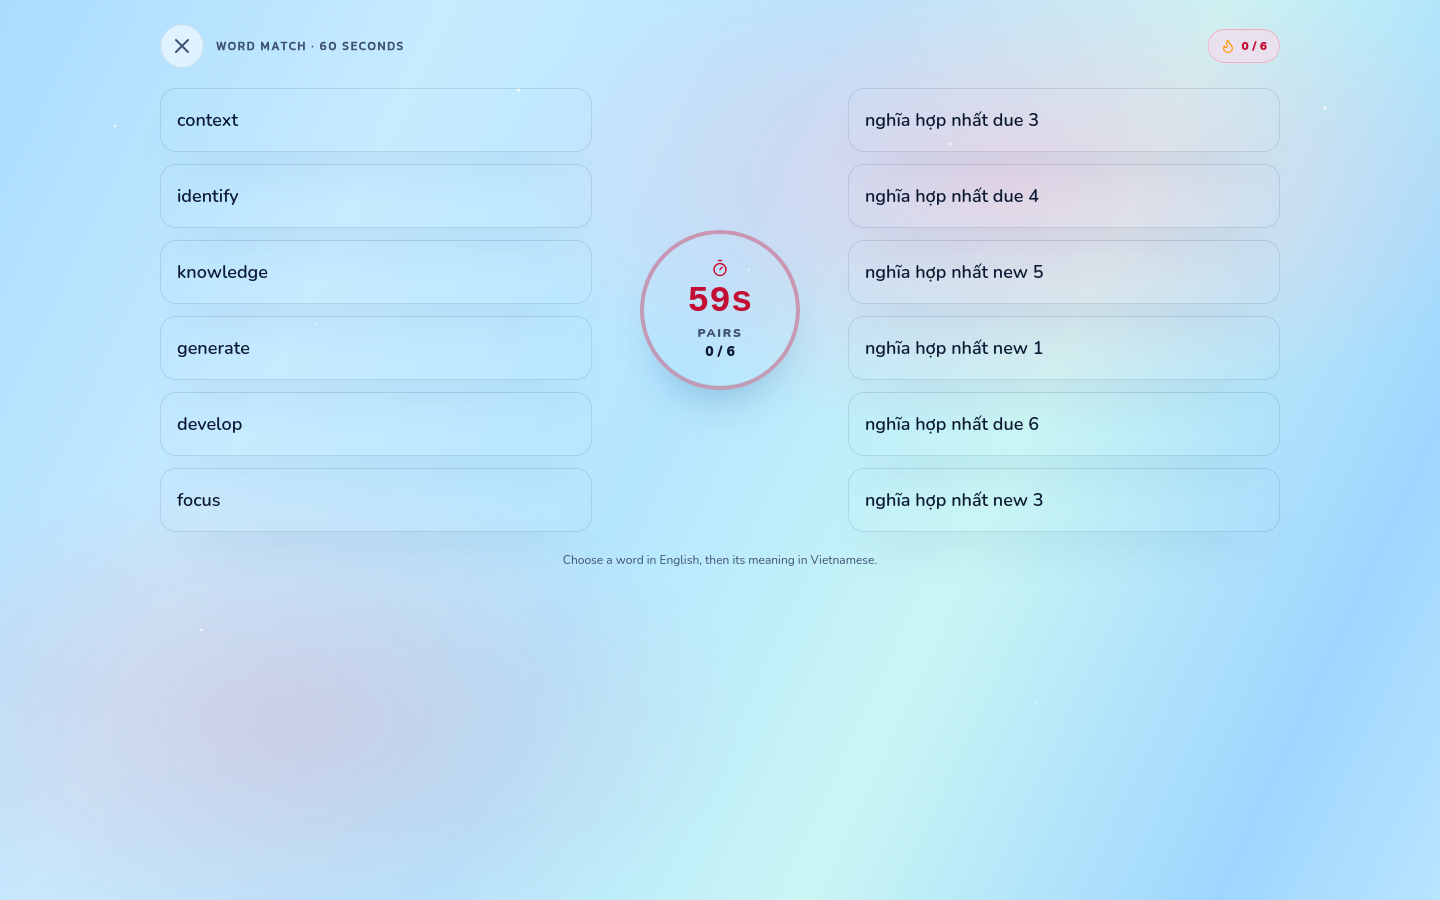 WORD MATCH · 60 SECONDS
0 / 6
context
identify
knowledge
generate
develop
focus
59s
PAIRS
0 / 6
nghĩa hợp nhất due 3
nghĩa hợp nhất due 4
nghĩa hợp nhất new 5
nghĩa hợp nhất new 1
nghĩa hợp nhất due 6
nghĩa hợp nhất new 3
Choose a word in English, then its meaning in Vietnamese.